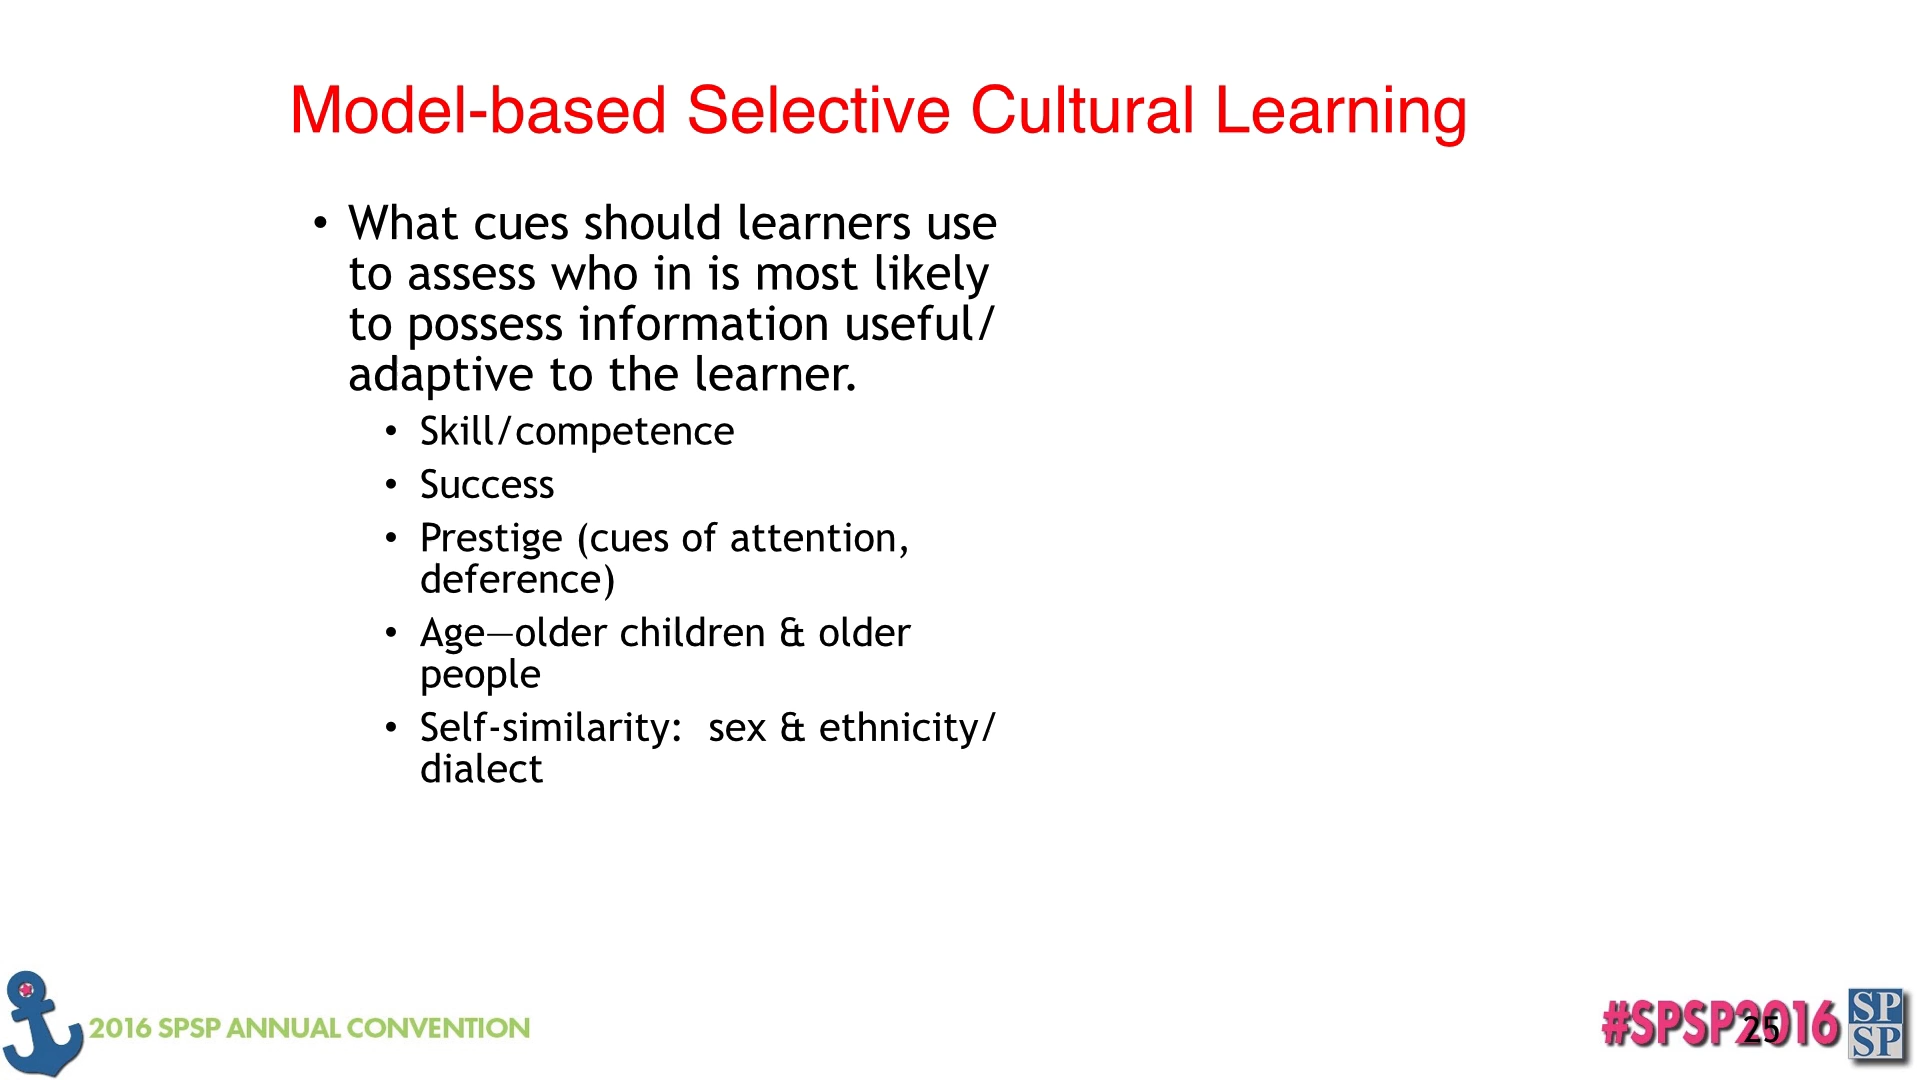 Model-based Selective Cultural Learning
• What cues should learners use
to assess who in is most likely
to possess information useful/
adaptive to the learner.
• Skill/competence
• Success
• Prestige (cues of attention,
deference)
• Age—older children & older
people
• Self-similarity:  sex & ethnicity/
dialect
2016 SPSP ANNUAL CONVENTION
#SPSP2016
25
SP
SP